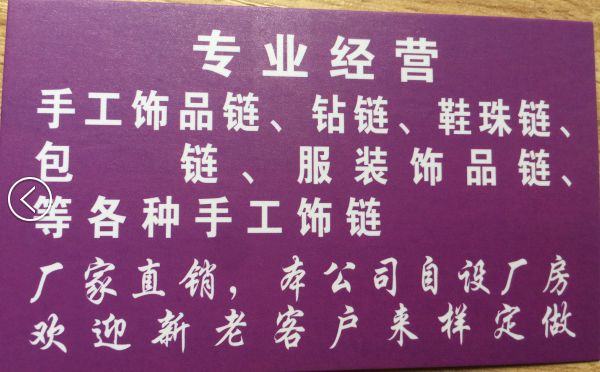 专业经营
手工饰品链、钻链、鞋珠链、
包链、服装饰品链、
等各种手工饰链
厂家直销，本公司自设厂房
欢迎新老客户来样定做